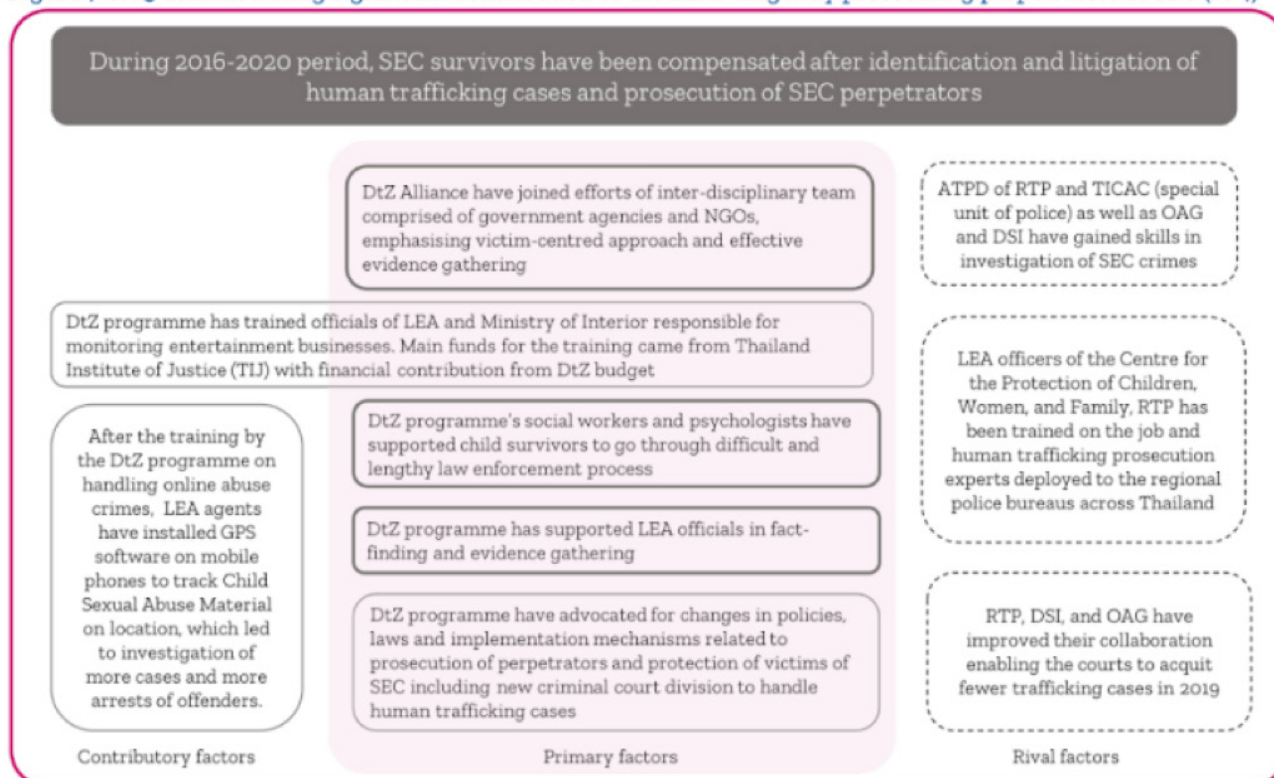 During 2016-2020 period, SEC survivors have been compensated after identification and litigation of
human trafficking cases and prosecution of SEC perpetrators
DtZ Alliance have joined efforts of inter-disciplinary team
comprised of government agencies and NGOs,
emphasising victim-centred approach and effective
evidence gathering
ATPD of RTP and TICAC (special
unit of police) as well as OAG
and DSI have gained skills in
investigation of SEC crimes
DtZ programme has trained officials of LEA and Ministry of Interior responsible for
monitoring entertainment businesses. Main funds for the training came from Thailand
Institute of Justice (TIJ) with financial contribution from DtZ budget
LEA officers of the Centre for
the Protection of Children,
Women, and Family, RTP has
been trained on the job and
human trafficking prosecution
experts deployed to the regional
police bureaus across Thailand
After the training by
the DtZ programme on
handling online abuse
crimes, LEA agents
have installed GPS
software on mobile
phones to track Child
Sexual Abuse Material
on location, which led
to investigation of
more cases and more
arrests of offenders.
DtZ programme's social workers and psychologists have
supported child survivors to go through difficult and
lengthy law enforcement process
DtZ programme has supported LEA officials in fact-
finding and evidence gathering
DtZ programme have advocated for changes in policies,
laws and implementation mechanisms related to
prosecution of perpetrators and protection of victims of
SEC including new criminal court division to handle
human trafficking cases
RTP, DSI, and OAG have
improved their collaboration
enabling the courts to acquit
fewer trafficking cases in 2019
Contributory factors
Primary factors
Rival factors